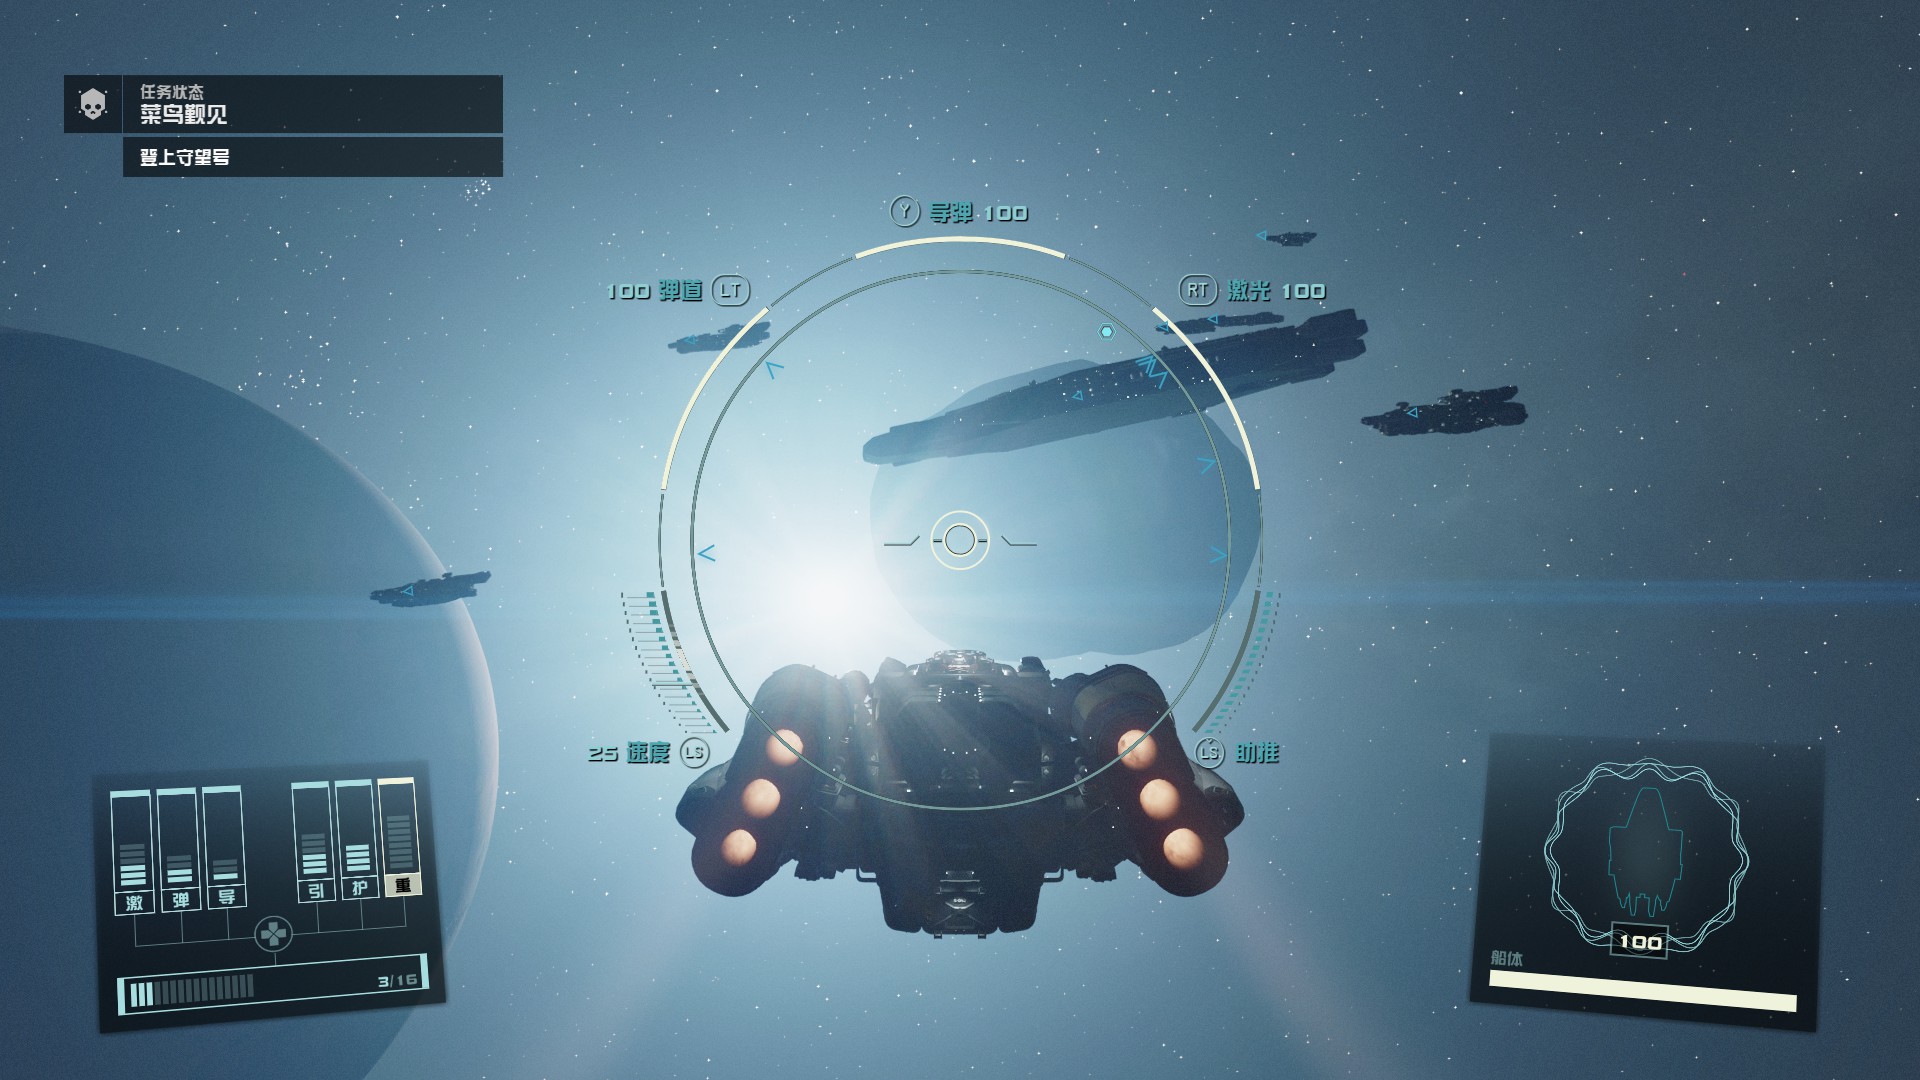 任务状态
菜鸟觐见
登上守望号
Y 导弹 100
100 弹道 LT
RT 激光 100
25 速度 LS
LS 助推
激 弹 导 引 护 重
3/16
100
船体